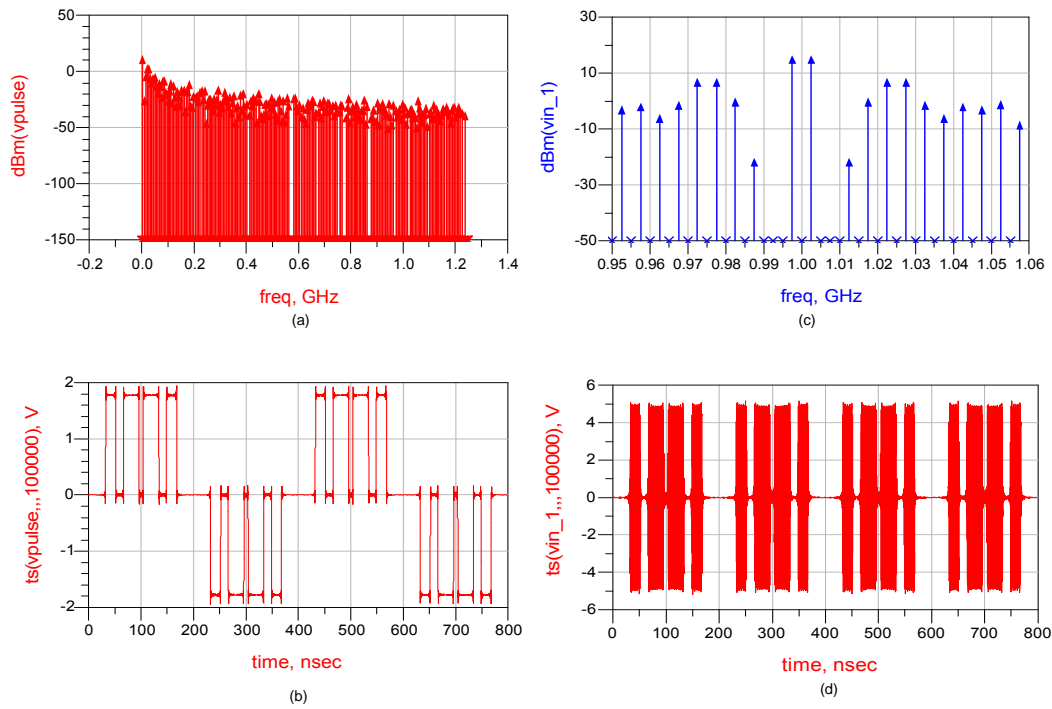 dBm(vpulse)
50
0
-50
-100
-150
-0.2 0.0 0.2 0.4 0.6 0.8 1.0 1.2 1.4
freq, GHz
(a)
dBm(vin_1)
30
10
-10
-30
-50
0.95 0.96 0.97 0.98 0.99 1.00 1.01 1.02 1.03 1.04 1.05 1.06
freq, GHz
(c)
ts(vpulse,,,100000), V
2
1
0
-1
-2
0 100 200 300 400 500 600 700 800
time, nsec
(b)
ts(vin_1,,,100000), V
6
4
2
0
-2
-4
-6
0 100 200 300 400 500 600 700 800
time, nsec
(d)